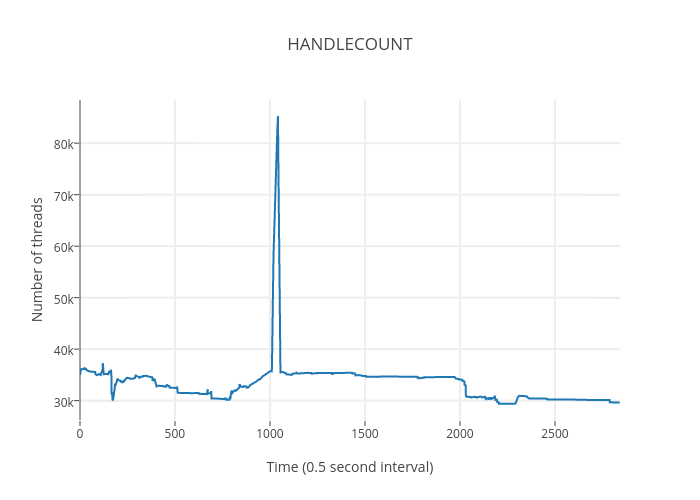 HANDLECOUNT
Number of threads
80k
70k
60k
50k
40k
30k
0 500 1000 1500 2000 2500
Time (0.5 second interval)